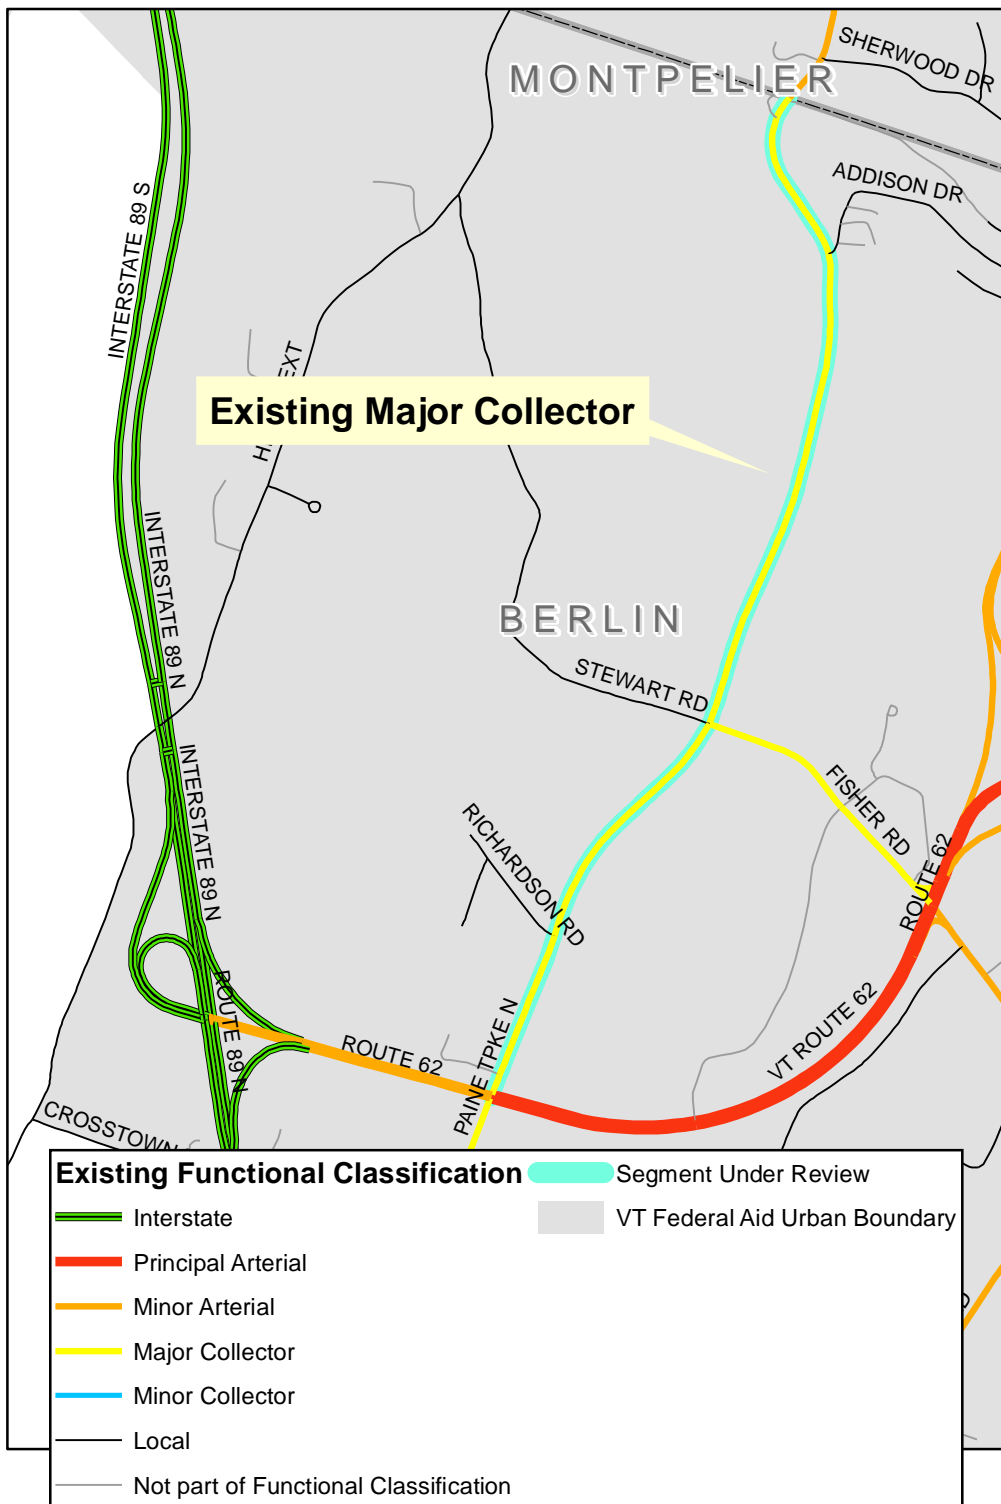 SHERWOOD DR
MONTPELIER
ADDISON DR
INTERSTATE 89 S
EXT
Existing Major Collector
INTERSTATE 89 N
BERLIN
STEWART RD
INTERSTATE 89 N
FISHER RD
RICHARDSON RD
ROUTE 62
ROUTE 89 N
VT ROUTE 62
ROUTE 62
PAINE TPKE N
CROSSTOWN
Existing Functional Classification
Segment Under Review
Interstate
VT Federal Aid Urban Boundary
Principal Arterial
Minor Arterial
Major Collector
Minor Collector
Local
Not part of Functional Classification